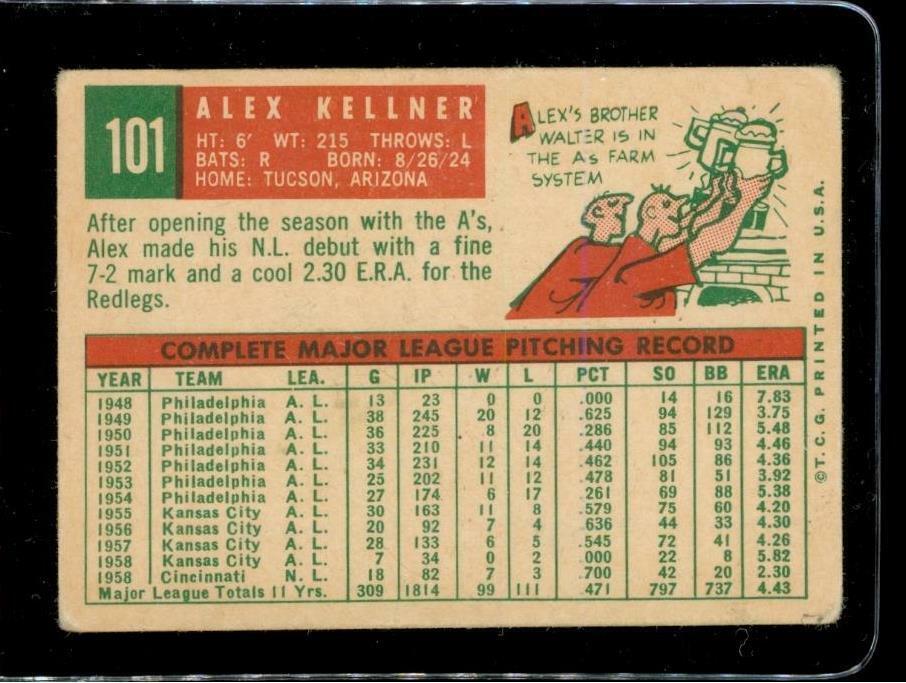 101
ALEX KELLNER
HT: 6' WT: 215 THROWS: L
BATS: R BORN: 8/26/24
HOME: TUCSON, ARIZONA
After opening the season with the A's,
Alex made his N.L. debut with a fine
7-2 mark and a cool 2.30 E.R.A. for the
Redlegs.
ALEX'S BROTHER
WALTER IS IN
THE A's FARM
SYSTEM
COMPLETE MAJOR LEAGUE PITCHING RECORD
YEAR TEAM LEA. G IP W L PCT SO BB ERA
1948 Philadelphia A. L. 13 23 0 0 .000 14 16 7.83
1949 Philadelphia A. L. 38 245 20 12 .625 94 129 3.75
1950 Philadelphia A. L. 36 225 8 20 .286 85 112 5.48
1951 Philadelphia A. L. 33 210 11 14 .440 94 93 4.46
1952 Philadelphia A. L. 34 231 12 14 .462 105 86 4.36
1953 Philadelphia A. L. 25 202 11 12 .478 81 51 3.92
1954 Philadelphia A. L. 27 174 6 17 .261 69 88 5.38
1955 Kansas City A. L. 30 163 11 8 .579 75 60 4.20
1956 Kansas City A. L. 20 92 7 4 .636 44 33 4.30
1957 Kansas City A. L. 28 133 6 5 .545 72 41 4.26
1958 Kansas City A. L. 7 34 0 2 .000 22 8 5.82
1958 Cincinnati N. L. 18 82 7 3 .700 42 20 2.30
Major League Totals 11 Yrs. 309 1814 99 111 .471 797 737 4.43
© T. C. G. PRINTED IN U.S.A.